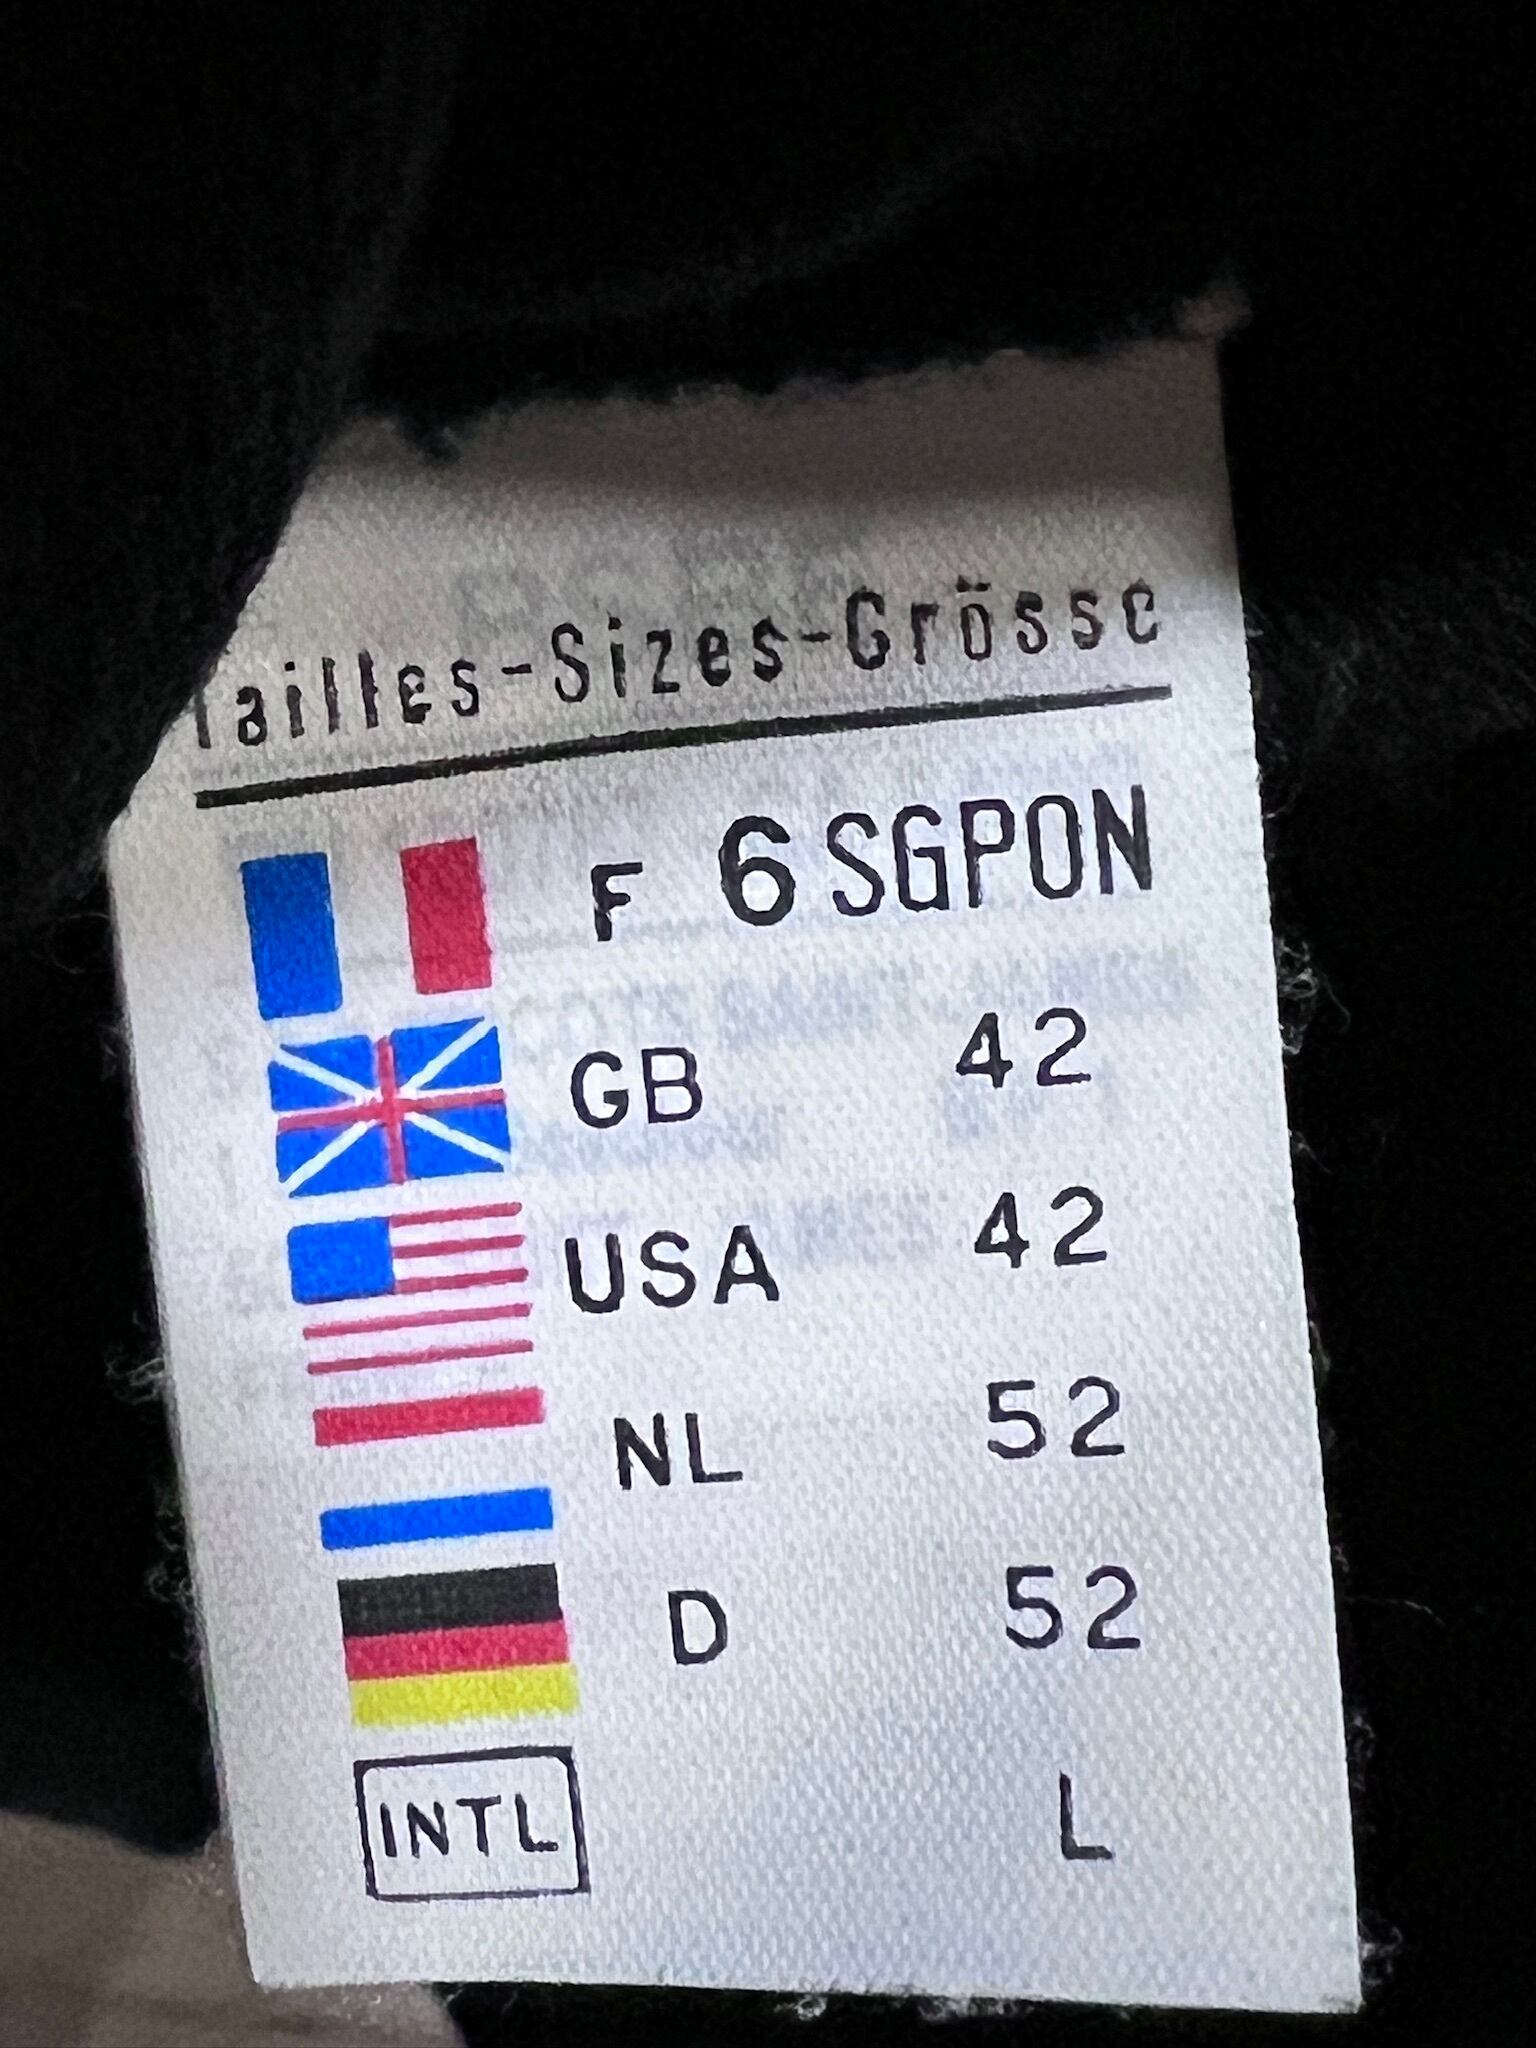 Tailles-Sizes-Grösse
F 6 SGPON
GB 42
USA 42
NL 52
D 52
INTL L